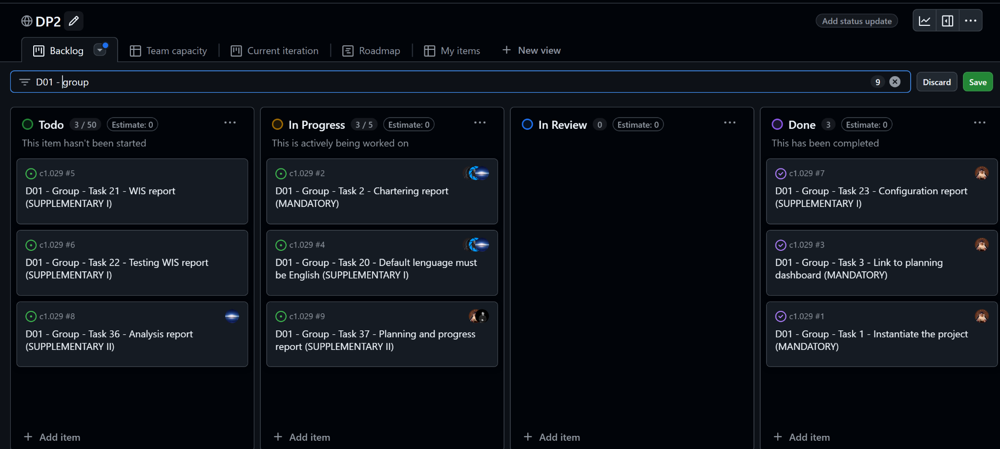 DP2
Add status update
Backlog
Team capacity
Current iteration
Roadmap
My items
New view
D01 - group
9
Discard
Save
Todo 3 / 50 Estimate: 0
This item hasn't been started
c1.029 #5
D01 - Group - Task 21 - WIS report
(SUPPLEMENTARY I)
c1.029 #6
D01 - Group - Task 22 - Testing WIS report
(SUPPLEMENTARY I)
c1.029 #8
D01 - Group - Task 36 - Analysis report
(SUPPLEMENTARY II)
Add item
In Progress 3 / 5 Estimate: 0
This is actively being worked on
c1.029 #2
D01 - Group - Task 2 - Chartering report
(MANDATORY)
c1.029 #4
D01 - Group - Task 20 - Default lenguage must
be English (SUPPLEMENTARY I)
c1.029 #9
D01 - Group - Task 37 - Planning and progress
report (SUPPLEMENTARY II)
Add item
In Review 0 Estimate: 0
Add item
Done 3 Estimate: 0
This has been completed
c1.029 #7
D01 - Group - Task 23 - Configuration report
(SUPPLEMENTARY I)
c1.029 #3
D01 - Group - Task 3 - Link to planning
dashboard (MANDATORY)
c1.029 #1
D01 - Group - Task 1 - Instantiate the project
(MANDATORY)
Add item